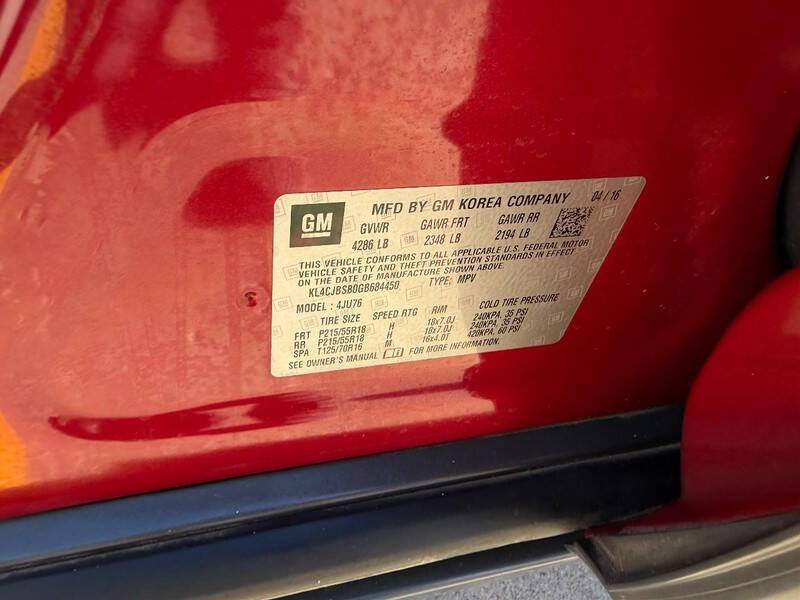 GM
MFD BY GM KOREA COMPANY 04 / 16
GVWR GAWR FRT GAWR RR
4286 LB 2348 LB 2194 LB
THIS VEHICLE CONFORMS TO ALL APPLICABLE U.S. FEDERAL MOTOR
VEHICLE SAFETY AND THEFT PREVENTION STANDARDS IN EFFECT
ON THE DATE OF MANUFACTURE SHOWN ABOVE.
KL4CJBSB0GB684450 TYPE: MPV
MODEL : 4JU76
TIRE SIZE SPEED RTG RIM COLD TIRE PRESSURE
FRT P215/55R18 H 18x7.0J 240KPA, 35 PSI
RR P215/55R18 H 18x7.0J 240KPA, 35 PSI
SPA T125/70R16 M 16x4.0T 420KPA, 60 PSI
SEE OWNER'S MANUAL FOR MORE INFORMATION.